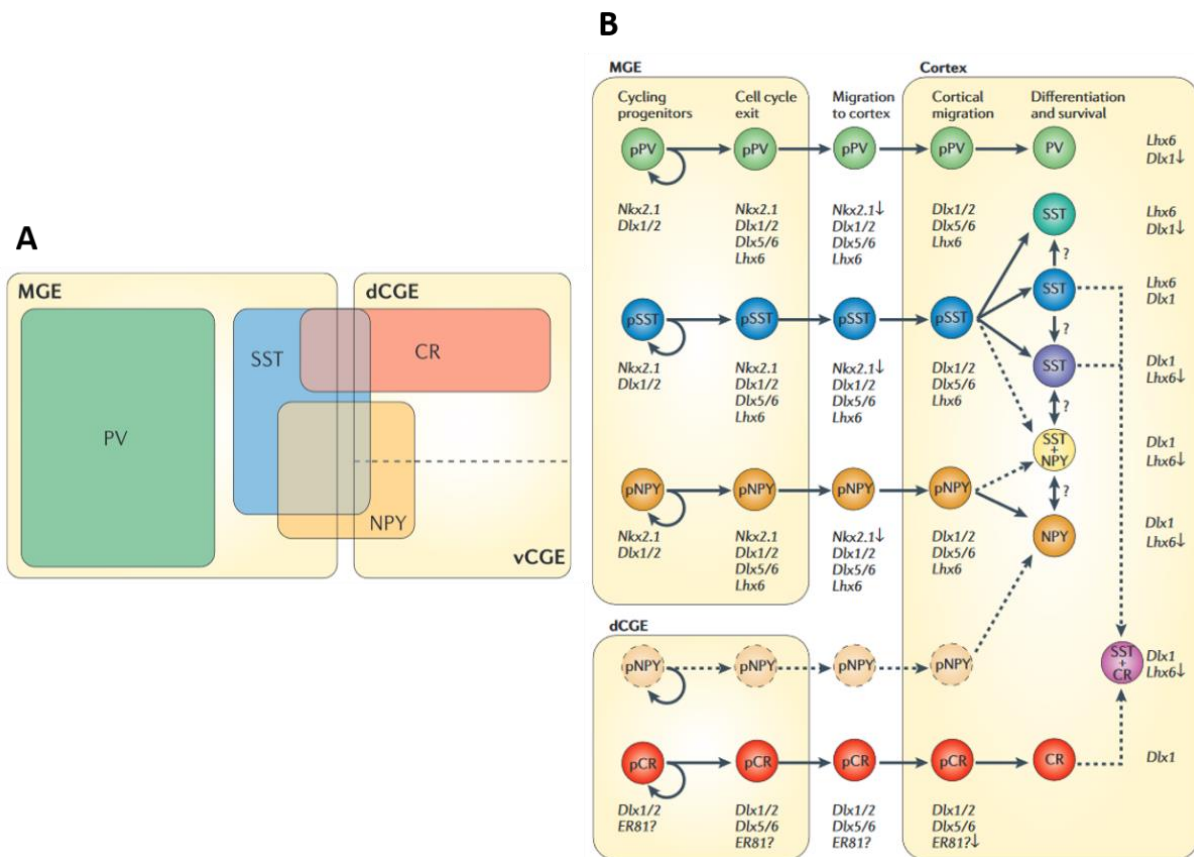 A
MGE
dCGE
SST
CR
PV
NPY
vCGE
B
MGE
Cortex
Cycling progenitors
Cell cycle exit
Migration to cortex
Cortical migration
Differentiation and survival
pPV
pPV
pPV
pPV
PV
Lhx6
Dlx1↓
Nkx2.1
Dlx1/2
Nkx2.1
Dlx1/2
Dlx5/6
Lhx6
Nkx2.1↓
Dlx1/2
Dlx5/6
Lhx6
Dlx1/2
Dlx5/6
Lhx6
SST
Lhx6
Dlx1↓
?
pSST
pSST
pSST
pSST
SST
Lhx6
Dlx1
?
Nkx2.1
Dlx1/2
Nkx2.1
Dlx1/2
Dlx5/6
Lhx6
Nkx2.1↓
Dlx1/2
Dlx5/6
Lhx6
Dlx1/2
Dlx5/6
Lhx6
SST
Dlx1
Lhx6↓
?
SST
+
NPY
Dlx1
Lhx6↓
?
pNPY
pNPY
pNPY
pNPY
NPY
Dlx1
Lhx6↓
Nkx2.1
Dlx1/2
Nkx2.1
Dlx1/2
Dlx5/6
Lhx6
Nkx2.1↓
Dlx1/2
Dlx5/6
Lhx6
Dlx1/2
Dlx5/6
Lhx6
dCGE
pNPY
pNPY
pNPY
pNPY
SST
+
CR
Dlx1
Lhx6↓
pCR
pCR
pCR
pCR
CR
Dlx1
Dlx1/2
ER81?
Dlx1/2
Dlx5/6
ER81?
Dlx1/2
Dlx5/6
ER81?
Dlx1/2
Dlx5/6
ER81?↓